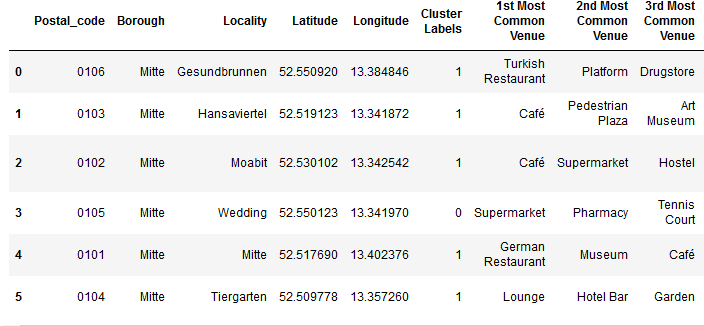 Postal_code Borough Locality Latitude Longitude Cluster Labels 1st Most Common Venue 2nd Most Common Venue 3rd Most Common Venue
0 0106 Mitte Gesundbrunnen 52.550920 13.384846 1 Turkish Restaurant Platform Drugstore
1 0103 Mitte Hansaviertel 52.519123 13.341872 1 Café Pedestrian Plaza Art Museum
2 0102 Mitte Moabit 52.530102 13.342542 1 Café Supermarket Hostel
3 0105 Mitte Wedding 52.550123 13.341970 0 Supermarket Pharmacy Tennis Court
4 0101 Mitte Mitte 52.517690 13.402376 1 German Restaurant Museum Café
5 0104 Mitte Tiergarten 52.509778 13.357260 1 Lounge Hotel Bar Garden